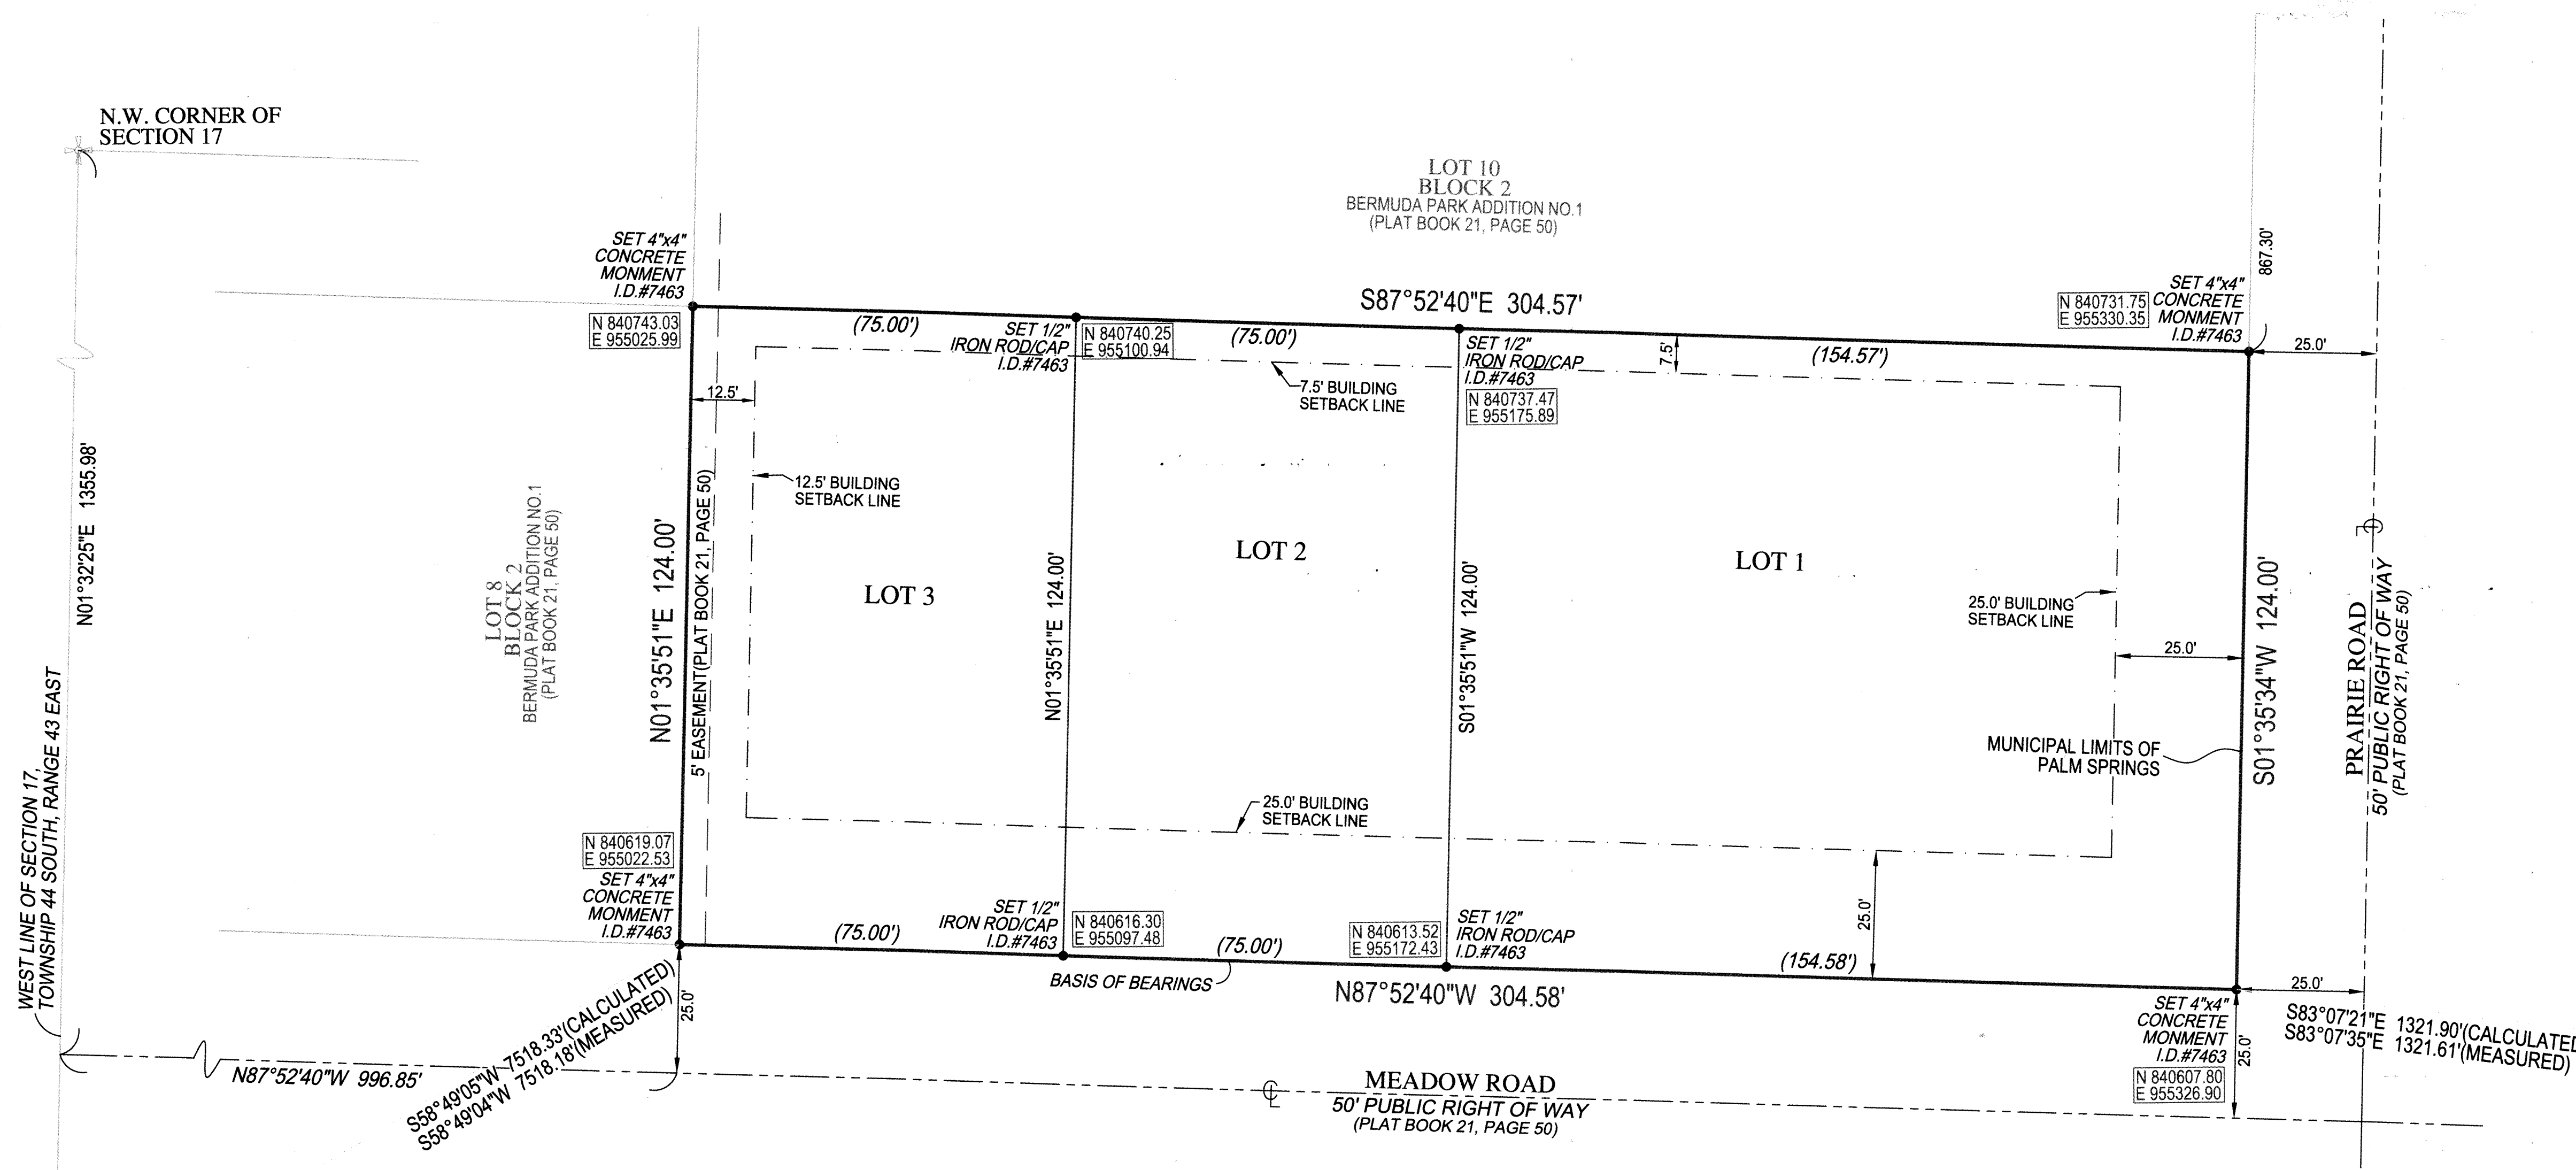 N.W. CORNER OF
SECTION 17
LOT 10
BLOCK 2
BERMUDA PARK ADDITION NO.1
(PLAT BOOK 21, PAGE 50)
867.30'
SET 4"x4"
CONCRETE
MONMENT
I.D.#7463
N 840743.03
E 955025.99
S87°52'40"E 304.57'
(75.00')
SET 1/2"
IRON ROD/CAP
I.D.#7463
N 840740.25
E 955100.94
(75.00')
SET 1/2"
IRON ROD/CAP
I.D.#7463
N 840737.47
E 955175.89
7.5'
(154.57')
N 840731.75
E 955330.35
SET 4"x4"
CONCRETE
MONMENT
I.D.#7463
25.0'
12.5'
7.5' BUILDING
SETBACK LINE
12.5' BUILDING
SETBACK LINE
N01°32'25"E 1355.98'
WEST LINE OF SECTION 17,
TOWNSHIP 44 SOUTH, RANGE 43 EAST
LOT 8
BLOCK 2
BERMUDA PARK ADDITION NO.1
(PLAT BOOK 21, PAGE 50)
N01°35'51"E 124.00'
5' EASEMENT(PLAT BOOK 21, PAGE 50)
LOT 3
N01°35'51"E 124.00'
LOT 2
S01°35'51"W 124.00'
LOT 1
25.0' BUILDING
SETBACK LINE
25.0'
MUNICIPAL LIMITS OF
PALM SPRINGS
S01°35'34"W 124.00'
PRAIRIE ROAD
50' PUBLIC RIGHT OF WAY
(PLAT BOOK 21, PAGE 50)
25.0' BUILDING
SETBACK LINE
N 840619.07
E 955022.53
SET 4"x4"
CONCRETE
MONMENT
I.D.#7463
(75.00')
SET 1/2"
IRON ROD/CAP
I.D.#7463
N 840616.30
E 955097.48
(75.00')
BASIS OF BEARINGS
N 840613.52
E 955172.43
SET 1/2"
IRON ROD/CAP
I.D.#7463
N87°52'40"W 304.58'
(154.58')
25.0'
25.0'
SET 4"x4"
CONCRETE
MONMENT
I.D.#7463
N 840607.80
E 955326.90
25.0'
S83°07'21"E 1321.90'(CALCULATED
S83°07'35"E 1321.61'(MEASURED)
25.0'
S58°49'05"W 7518.33'(CALCULATED)
S58°49'04"W 7518.18'(MEASURED)
N87°52'40"W 996.85'
MEADOW ROAD
50' PUBLIC RIGHT OF WAY
(PLAT BOOK 21, PAGE 50)